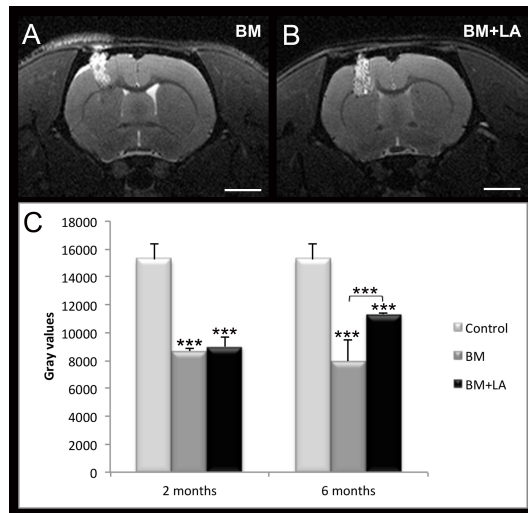 A
BM
B
BM+LA
C
18000
16000
14000
12000
10000
8000
6000
4000
2000
0
Gray values
***
***
***
***
***
2 months
6 months
Control
BM
BM+LA